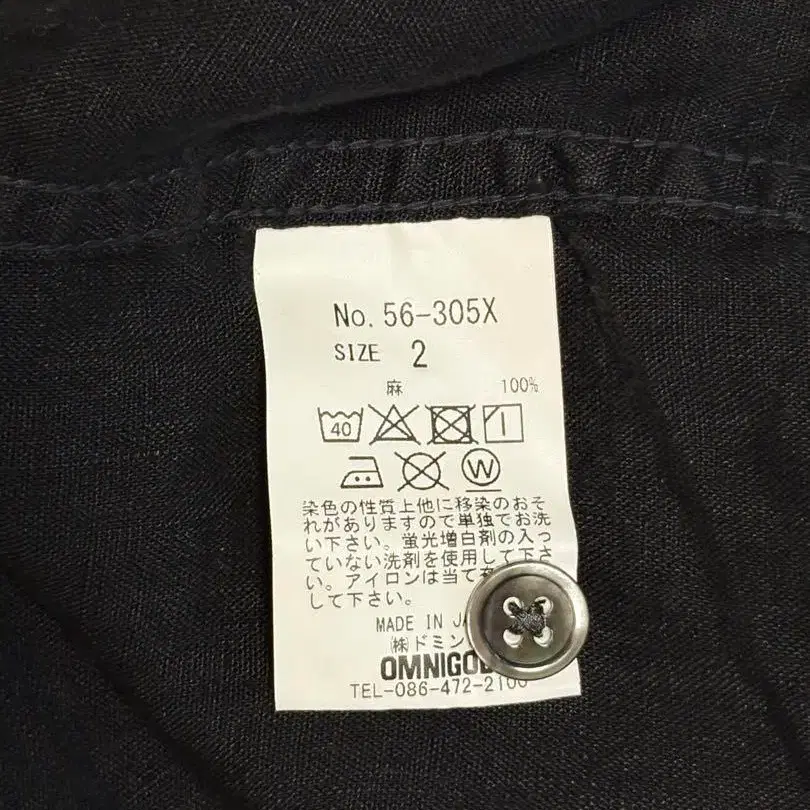 No. 56-305X
SIZE 2
麻 100%
40
W
染色の性質上他に移染のおそ
れがありますので単独でお洗
い下さい。蛍光増白剤の入っ
ていない洗剤を使用して下さ
い。アイロンは当て
して下さい。
MADE IN
㈱ドミン
OMNIGO
TEL-086-472-21